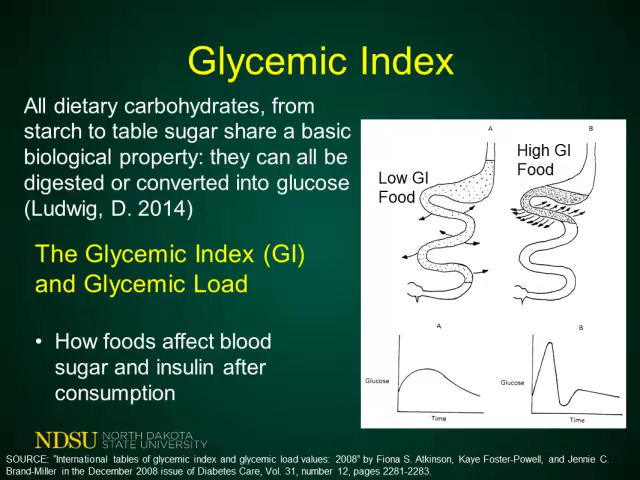 Glycemic Index
All dietary carbohydrates, from
starch to table sugar share a basic
biological property: they can all be
digested or converted into glucose
(Ludwig, D. 2014)
The Glycemic Index (GI)
and Glycemic Load
• How foods affect blood
sugar and insulin after
consumption
A
B
Low GI
Food
High GI
Food
A
B
Glucose
Time
Glucose
Time
NDSU NORTH DAKOTA
STATE UNIVERSITY
SOURCE: "International tables of glycemic index and glycemic load values: 2008" by Fiona S. Atkinson, Kaye Foster-Powell, and Jennie C.
Brand-Miller in the December 2008 issue of Diabetes Care, Vol. 31, number 12, pages 2281-2283.